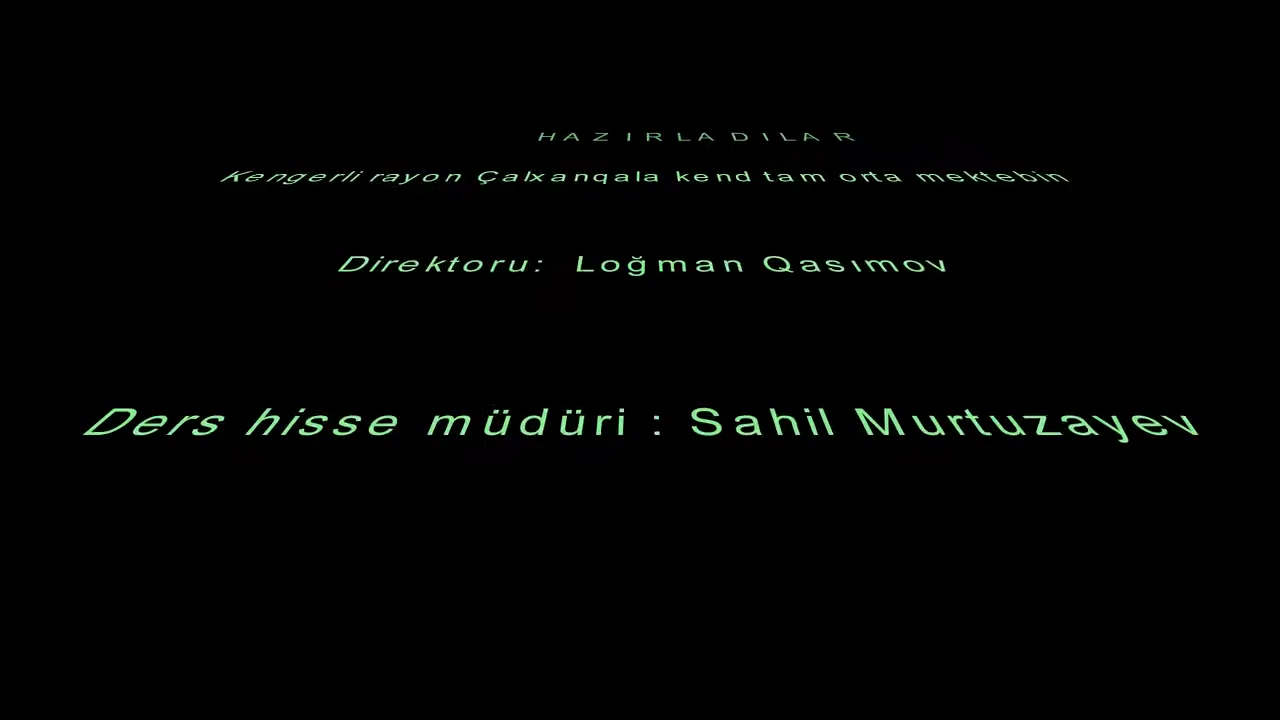 HAZIRLADILAR
Kengerli rayon Çalxanqala kend tam orta mektebin
Direktoru: Loğman Qasımov
Ders hisse müdüri : Sahil Murtuzayev